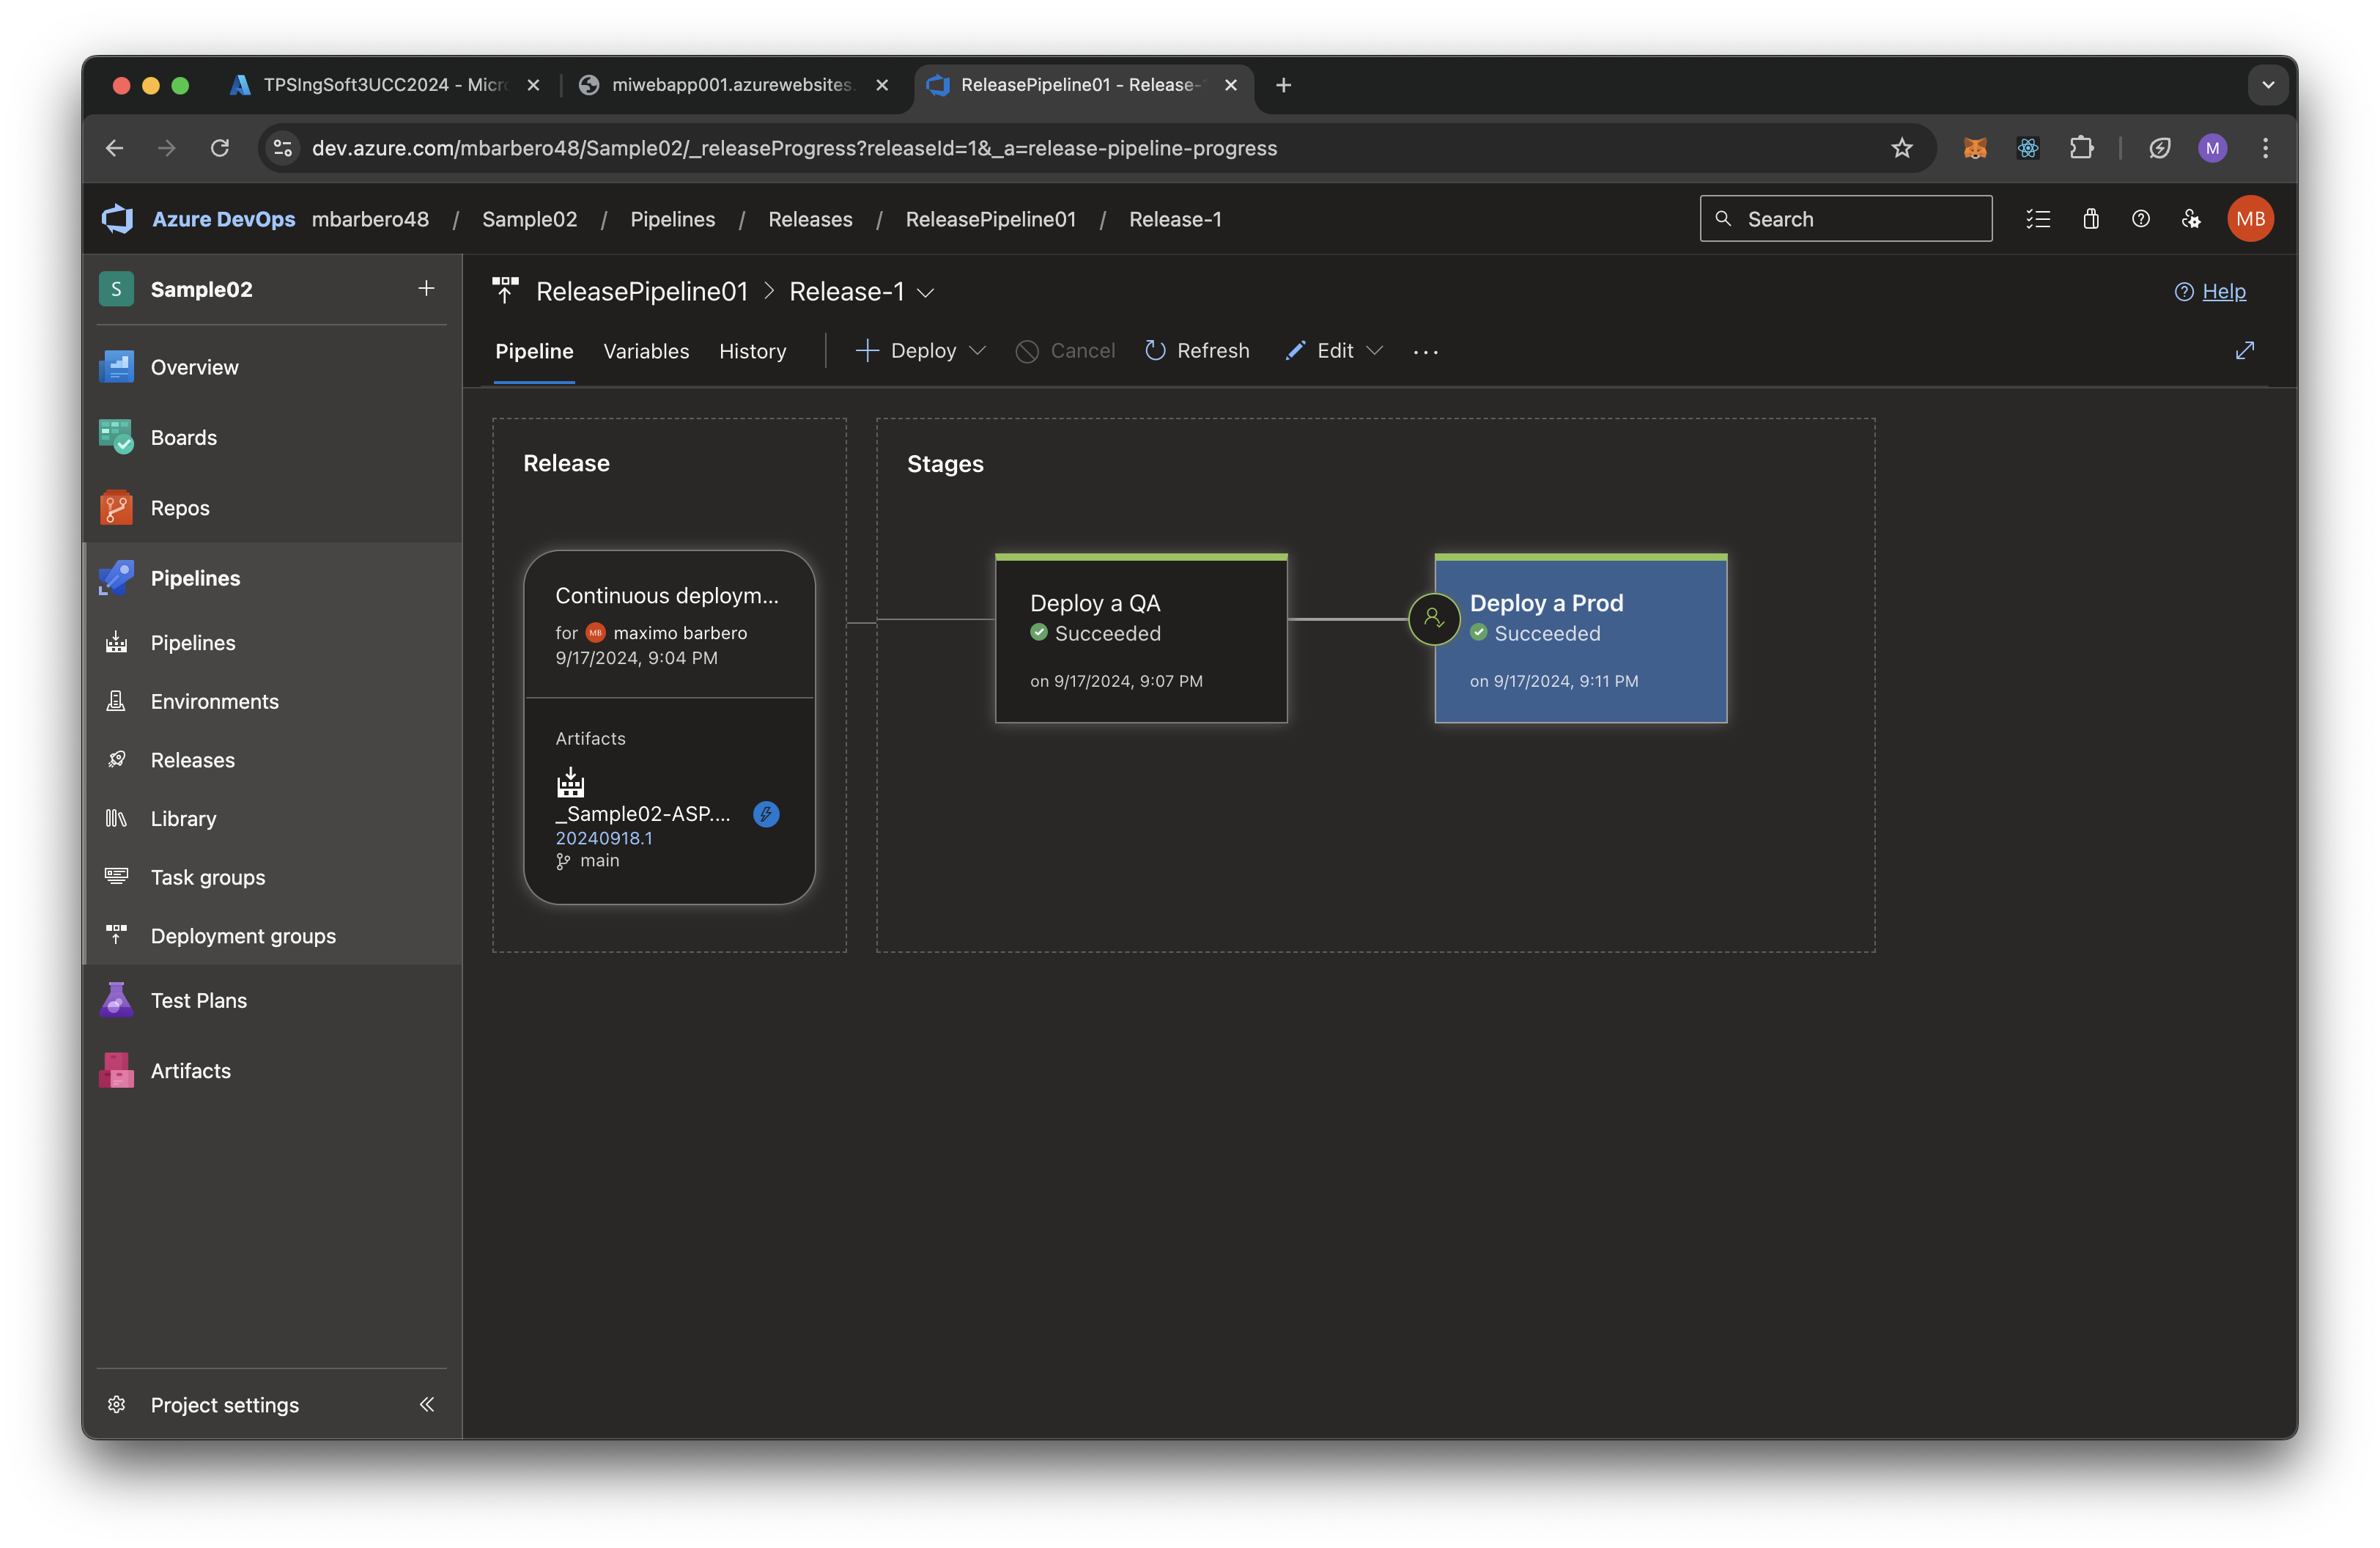 TPSIngSoft3UCC2024 - Micr
miwebapp001.azurewebsites.
ReleasePipeline01 - Release-
dev.azure.com/mbarbero48/Sample02/_releaseProgress?releaseId=1&_a=release-pipeline-progress
M
Azure DevOps mbarbero48 / Sample02 / Pipelines / Releases / ReleasePipeline01 / Release-1
Search
MB
S Sample02
Overview
Boards
Repos
Pipelines
Pipelines
Environments
Releases
Library
Task groups
Deployment groups
Test Plans
Artifacts
Project settings
ReleasePipeline01 > Release-1
Help
Pipeline Variables History Deploy Cancel Refresh Edit ...
Release
Continuous deploym...
for MB maximo barbero
9/17/2024, 9:04 PM
Artifacts
_Sample02-ASP....
20240918.1
main
Stages
Deploy a QA
Succeeded
on 9/17/2024, 9:07 PM
Deploy a Prod
Succeeded
on 9/17/2024, 9:11 PM